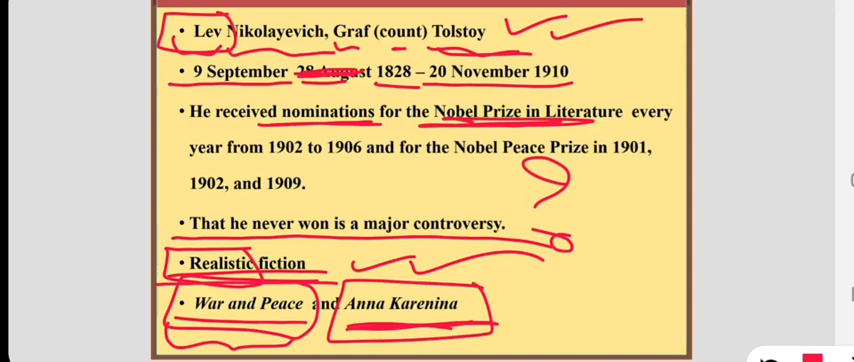 • Lev Nikolayevich, Graf (count) Tolstoy
• 9 September 28 August 1828 – 20 November 1910
• He received nominations for the Nobel Prize in Literature every
year from 1902 to 1906 and for the Nobel Peace Prize in 1901,
1902, and 1909.
• That he never won is a major controversy.
• Realistic fiction
• War and Peace and Anna Karenina